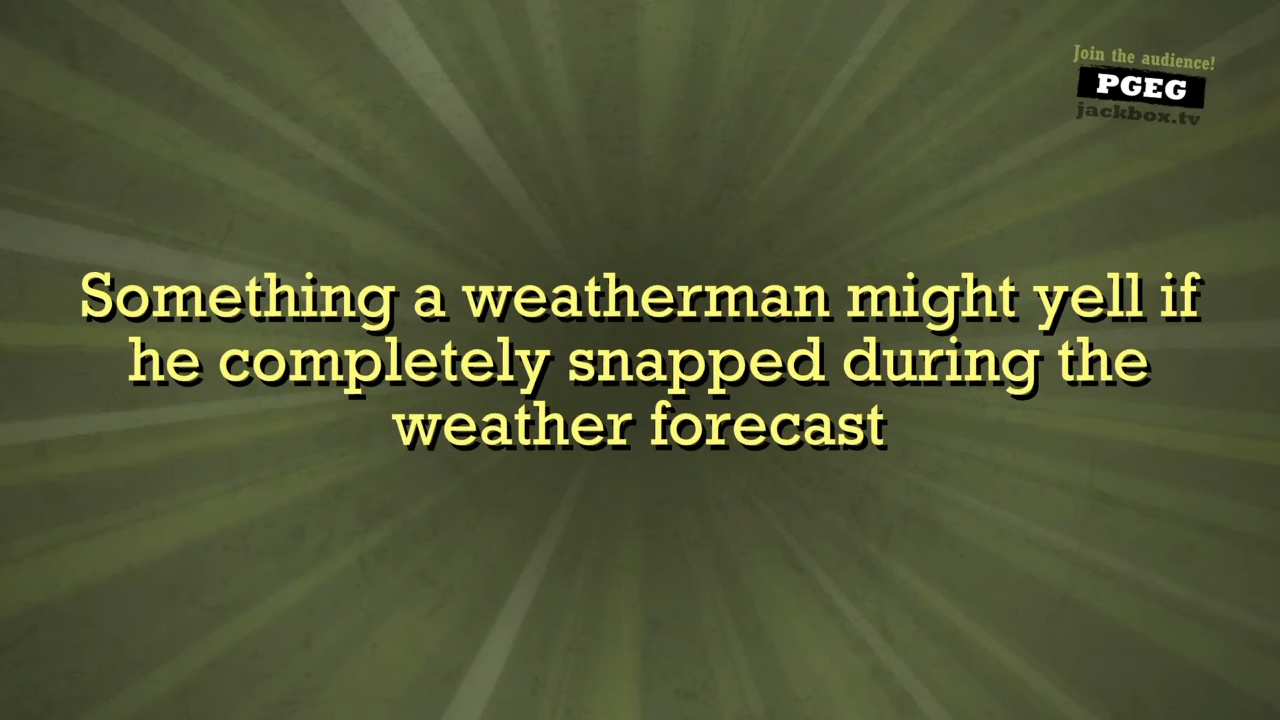 Join the audience!
PGEG
jackbox.tv
Something a weatherman might yell if
he completely snapped during the
weather forecast